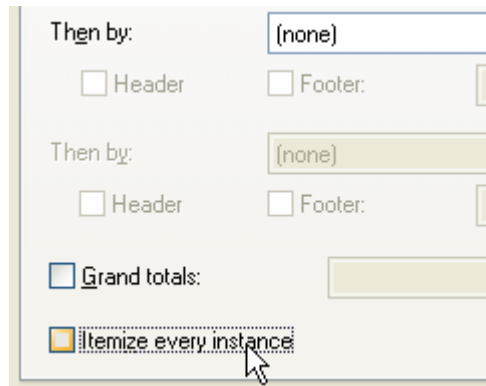 Then by: (none)
Header Footer:
Then by: (none)
Header Footer:
Grand totals:
Itemize every instance